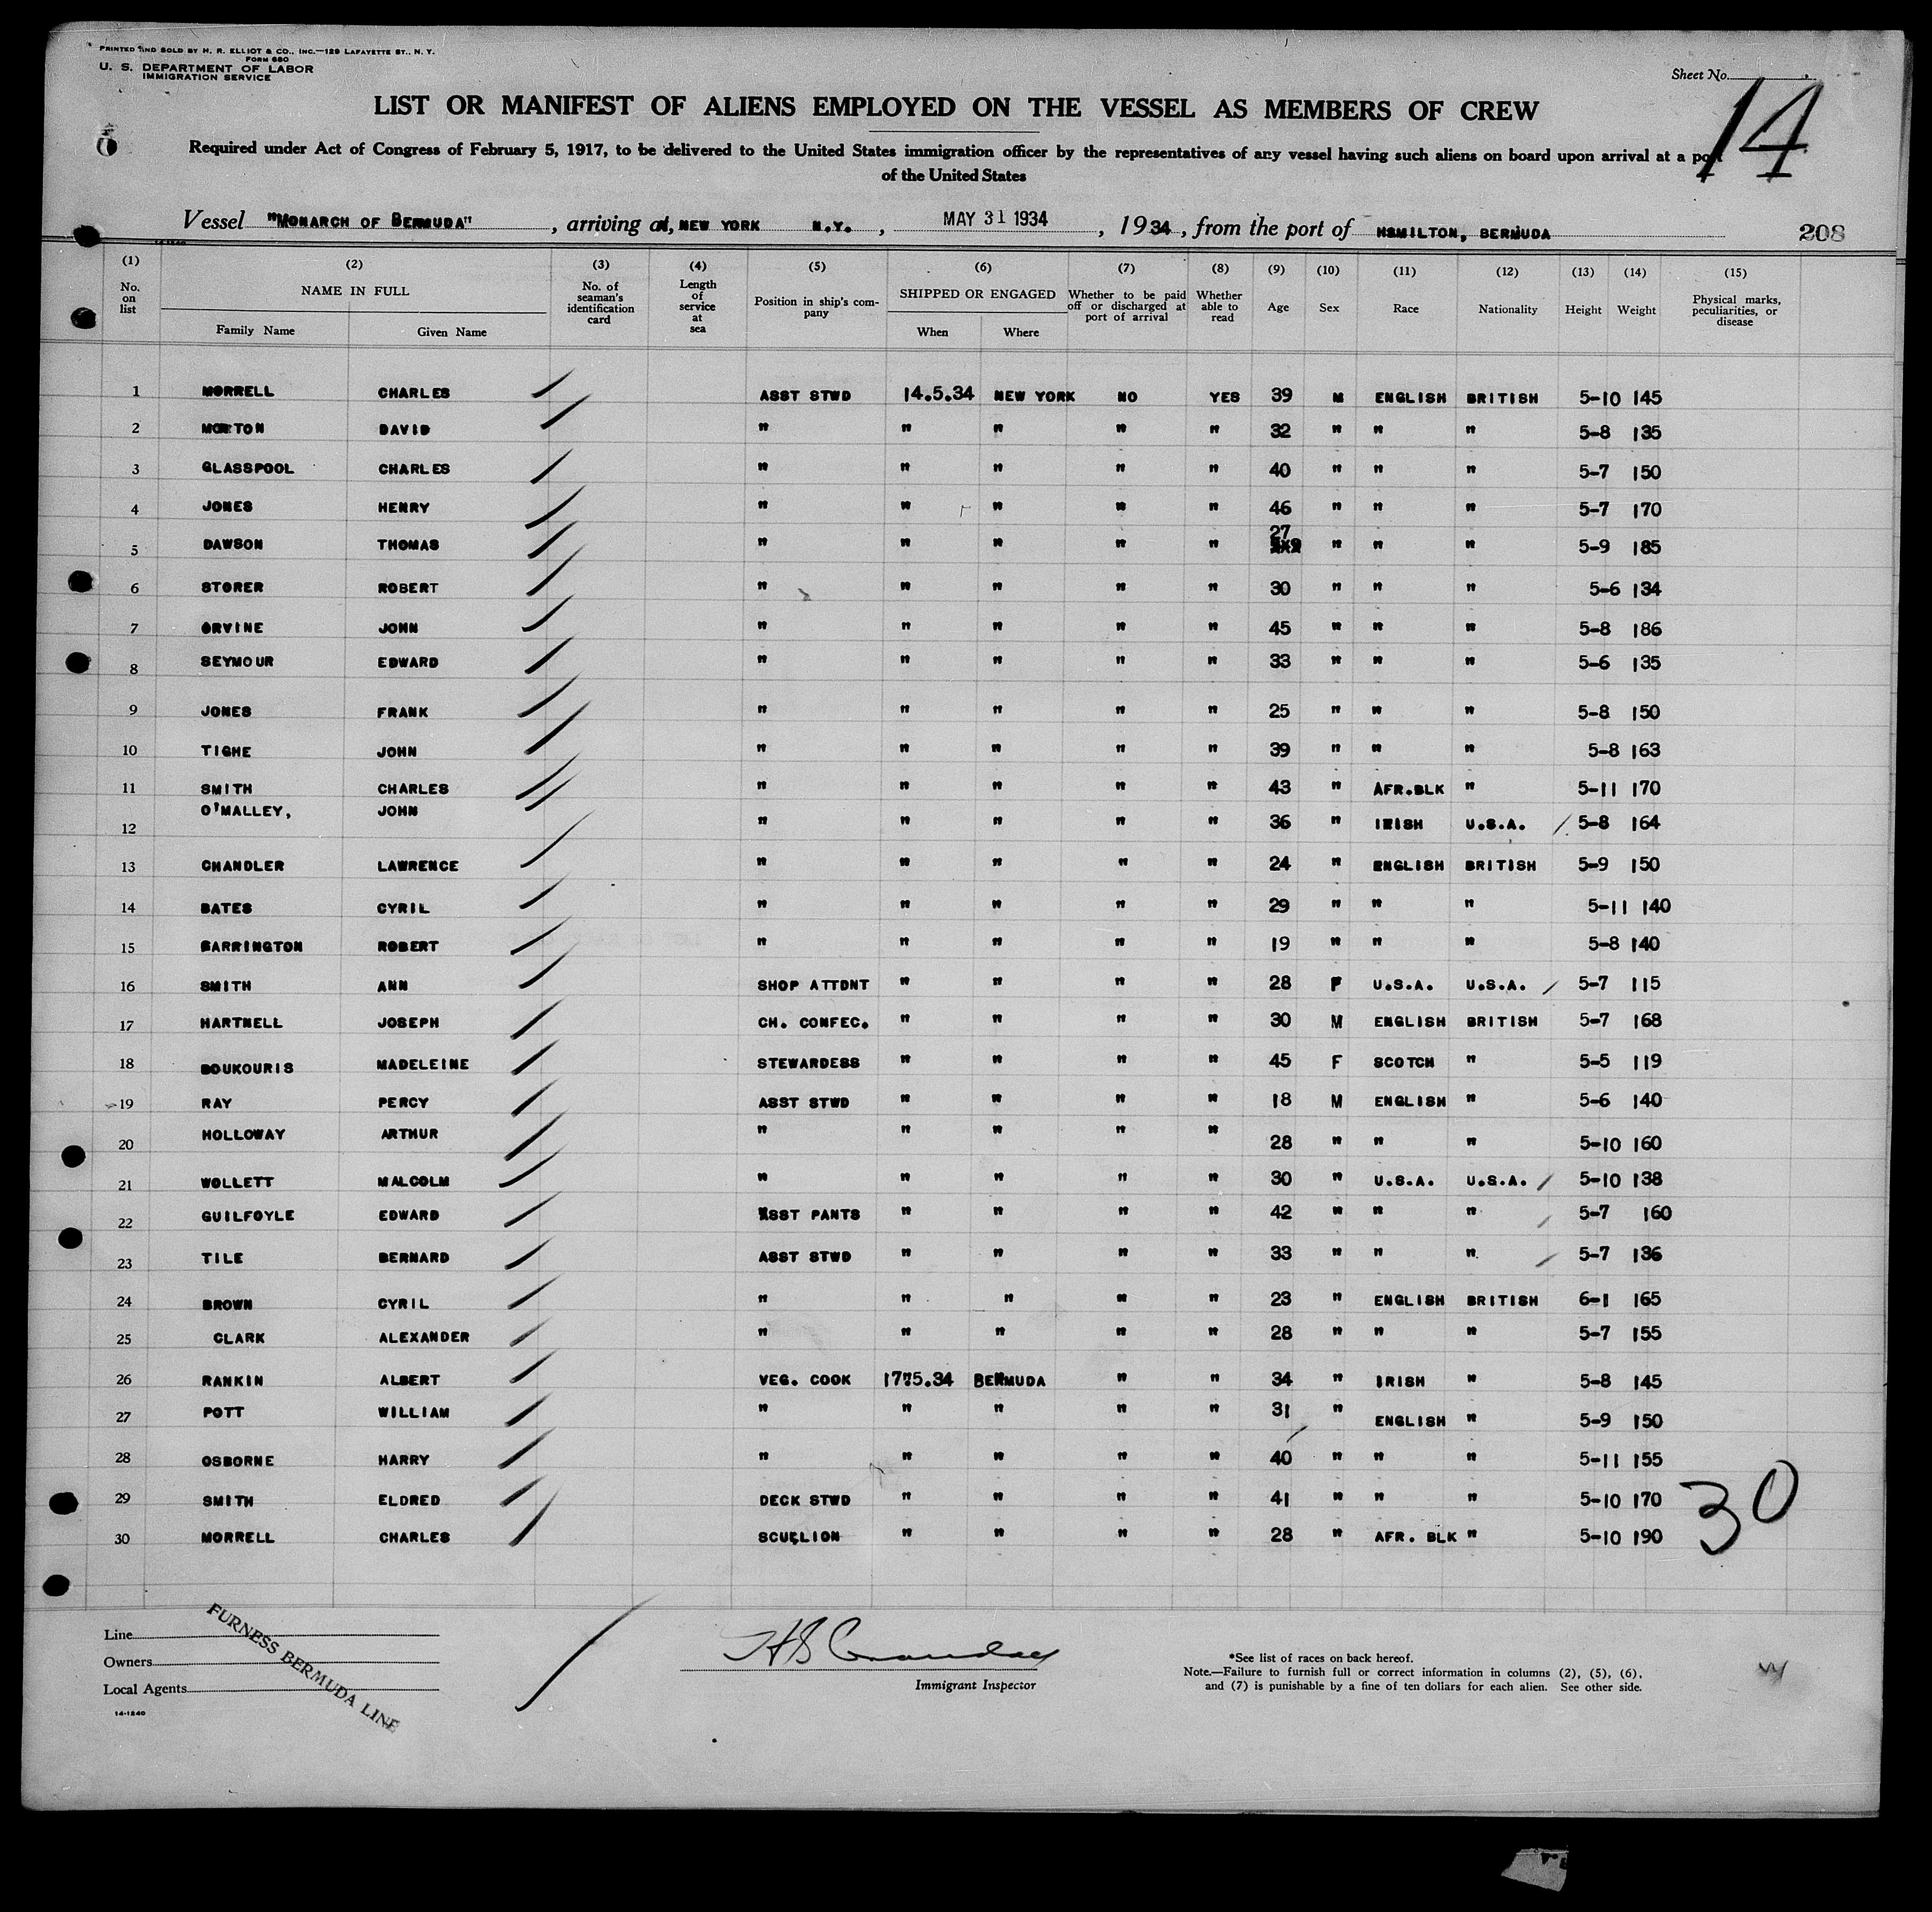 PRINTED AND SOLD BY H. R. ELLIOT & CO., INC.—129 LAFAYETTE ST., N. Y.
FORM 680
U. S. DEPARTMENT OF LABOR
IMMIGRATION SERVICE
Sheet No. 14
LIST OR MANIFEST OF ALIENS EMPLOYED ON THE VESSEL AS MEMBERS OF CREW
Required under Act of Congress of February 5, 1917, to be delivered to the United States immigration officer by the representatives of any vessel having such aliens on board upon arrival at a port
of the United States
Vessel "MONARCH OF BERMUDA", arriving at, NEW YORK N.Y., MAY 31 1934, 1934, from the port of HSMILTON, BERMUDA 208
(1) (2) (3) (4) (5) (6) (7) (8) (9) (10) (11) (12) (13) (14) (15)
No. on list NAME IN FULL Family Name Given Name No. of seaman's identification card Length of service at sea Position in ship's company SHIPPED OR ENGAGED When Where Whether to be paid off or discharged at port of arrival Whether able to read Age Sex Race Nationality Height Weight Physical marks, peculiarities, or disease
1 MORRELL CHARLES ASST STWD 14.5.34 NEW YORK NO YES 39 M ENGLISH BRITISH 5-10 145
2 MORTON DAVID " " " " " 32 " " " 5-8 135
3 GLASSPOOL CHARLES " " " " " 40 " " " 5-7 150
4 JONES HENRY " " " " " 46 " " " 5-7 170
5 DAWSON THOMAS " " " " " 27 " " " 5-9 185
6 STORER ROBERT " " " " " 30 " " " 5-6 134
7 ORVINE JOHN " " " " " 45 " " " 5-8 186
8 SEYMOUR EDWARD " " " " " 33 " " " 5-6 135
9 JONES FRANK " " " " " 25 " " " 5-8 150
10 TIGHE JOHN " " " " " 39 " " " 5-8 163
11 SMITH CHARLES " " " " " 43 " AFR.BLK " 5-11 170
12 O'MALLEY, JOHN " " " " " 36 " IRISH U.S.A. 5-8 164
13 CHANDLER LAWRENCE " " " " " 24 " ENGLISH BRITISH 5-9 150
14 BATES CYRIL " " " " " 29 " " " 5-11 140
15 BARRINGTON ROBERT " " " " " 19 " " " 5-8 140
16 SMITH ANN SHOP ATTDNT " " " " 28 F U.S.A. U.S.A. 5-7 115
17 HARTNELL JOSEPH CH. CONFEC. " " " " 30 M ENGLISH BRITISH 5-7 168
18 BOUKOURIS MADELEINE STEWARDESS " " " " 45 F SCOTCH " 5-5 119
19 RAY PERCY ASST STWD " " " " 18 M ENGLISH " 5-6 140
20 HOLLOWAY ARTHUR " " " " " 28 " " " 5-10 160
21 WOLLETT MALCOLM " " " " " 30 " U.S.A. U.S.A. 5-10 138
22 GUILFOYLE EDWARD ASST PANTS " " " " 42 " " " 5-7 160
23 TILE BERNARD ASST STWD " " " " 33 " " " 5-7 136
24 BROWN CYRIL " " " " " 23 " ENGLISH BRITISH 6-1 165
25 CLARK ALEXANDER " " " " " 28 " " " 5-7 155
26 RANKIN ALBERT VEG. COOK 17.5.34 BERMUDA " " 34 " IRISH " 5-8 145
27 POTT WILLIAM " " " " " 31 " ENGLISH " 5-9 150
28 OSBORNE HARRY " " " " " 40 " " " 5-11 155
29 SMITH ELDRED DECK STWD " " " " 41 " " " 5-10 170
30 MORRELL CHARLES SCULLION " " " " 28 " AFR. BLK " 5-10 190
30
Line
Owners
Local Agents
FURNESS BERMUDA LINE
14-1240
Immigrant Inspector
*See list of races on back hereof.
Note.—Failure to furnish full or correct information in columns (2), (5), (6),
and (7) is punishable by a fine of ten dollars for each alien. See other side.